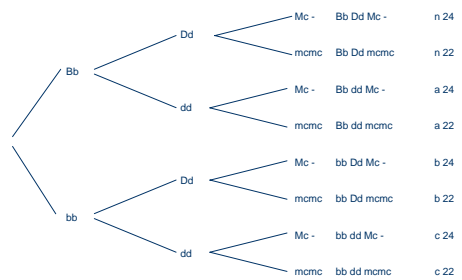 Mc - Bb Dd Mc - n 24
Dd
mcmc Bb Dd mcmc n 22
Bb
Mc - Bb dd Mc - a 24
dd
mcmc Bb dd mcmc a 22
Mc - bb Dd Mc - b 24
Dd
mcmc bb Dd mcmc b 22
bb
Mc - bb dd Mc - c 24
dd
mcmc bb dd mcmc c 22